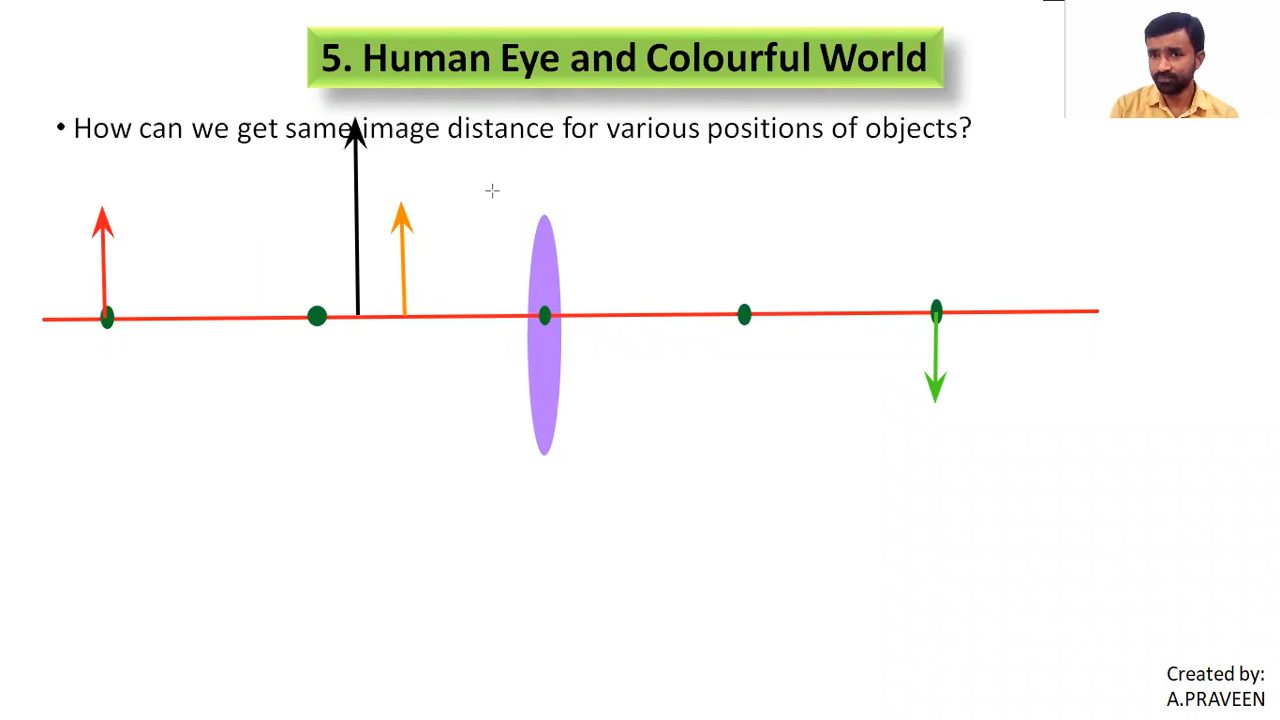 5. Human Eye and Colourful World
• How can we get same image distance for various positions of objects?
Created by:
A.PRAVEEN